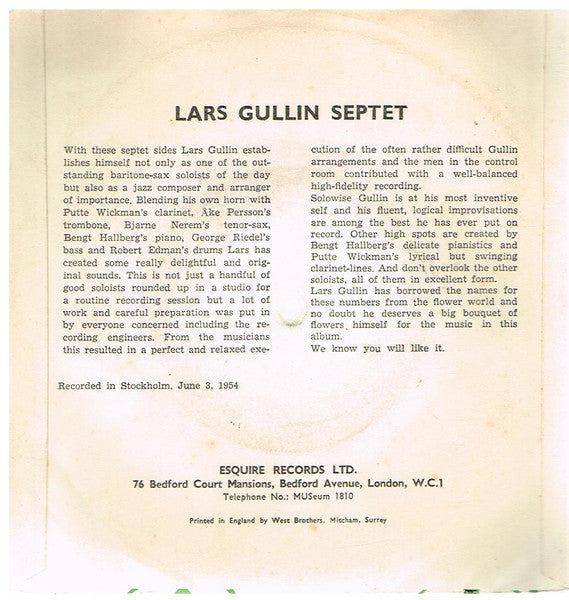 LARS GULLIN SEPTET
With these septet sides Lars Gullin estab-
lishes himself not only as one of the out-
standing baritone-sax soloists of the day
but also as a jazz composer and arranger
of importance. Blending his own horn with
Putte Wickman's clarinet, Åke Persson's
trombone, Bjarne Nerem's tenor-sax,
Bengt Hallberg's piano, George Riedel's
bass and Robert Edman's drums Lars has
created some really delightful and orig-
inal sounds. This is not just a handful of
good soloists rounded up in a studio for
a routine recording session but a lot of
work and careful preparation was put in
by everyone concerned including the re-
cording engineers. From the musicians
this resulted in a perfect and relaxed exe-
cution of the often rather difficult Gullin
arrangements and the men in the control
room contributed with a well-balanced
high-fidelity recording.
Solowise Gullin is at his most inventive
self and his fluent, logical improvisations
are among the best he has ever put on
record. Other high spots are created by
Bengt Hallberg's delicate pianistics and
Putte Wickman's lyrical but swinging
clarinet-lines. And don't overlook the other
soloists, all of them in excellent form.
Lars Gullin has borrowed the names for
these numbers from the flower world and
no doubt he deserves a big bouquet of
flowers himself for the music in this
album.
We know you will like it.
Recorded in Stockholm, June 3, 1954
ESQUIRE RECORDS LTD.
76 Bedford Court Mansions, Bedford Avenue, London, W.C.1
Telephone No.: MUSeum 1810
Printed in England by West Brothers, Mitcham, Surrey